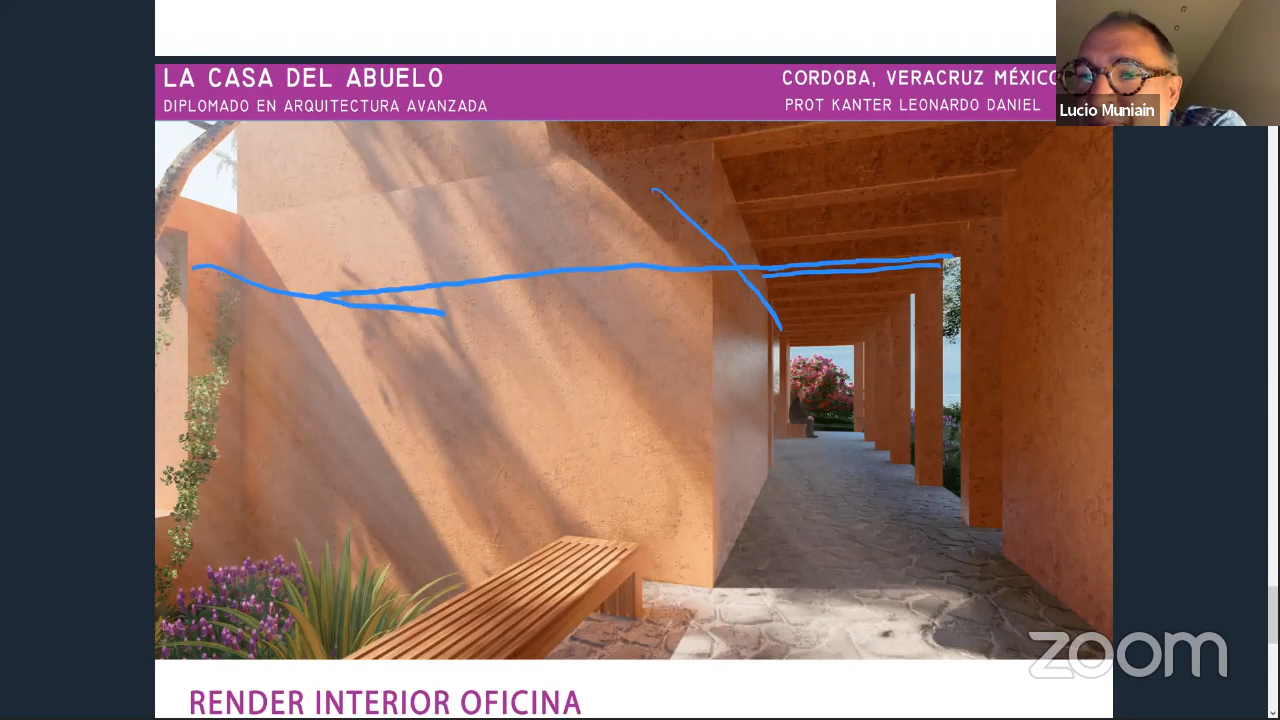 LA CASA DEL ABUELO
CORDOBA, VERACRUZ MÉXICO
DIPLOMADO EN ARQUITECTURA AVANZADA
PROT KANTER LEONARDO DANIEL
Lucio Muniain
zoom
RENDER INTERIOR OFICINA